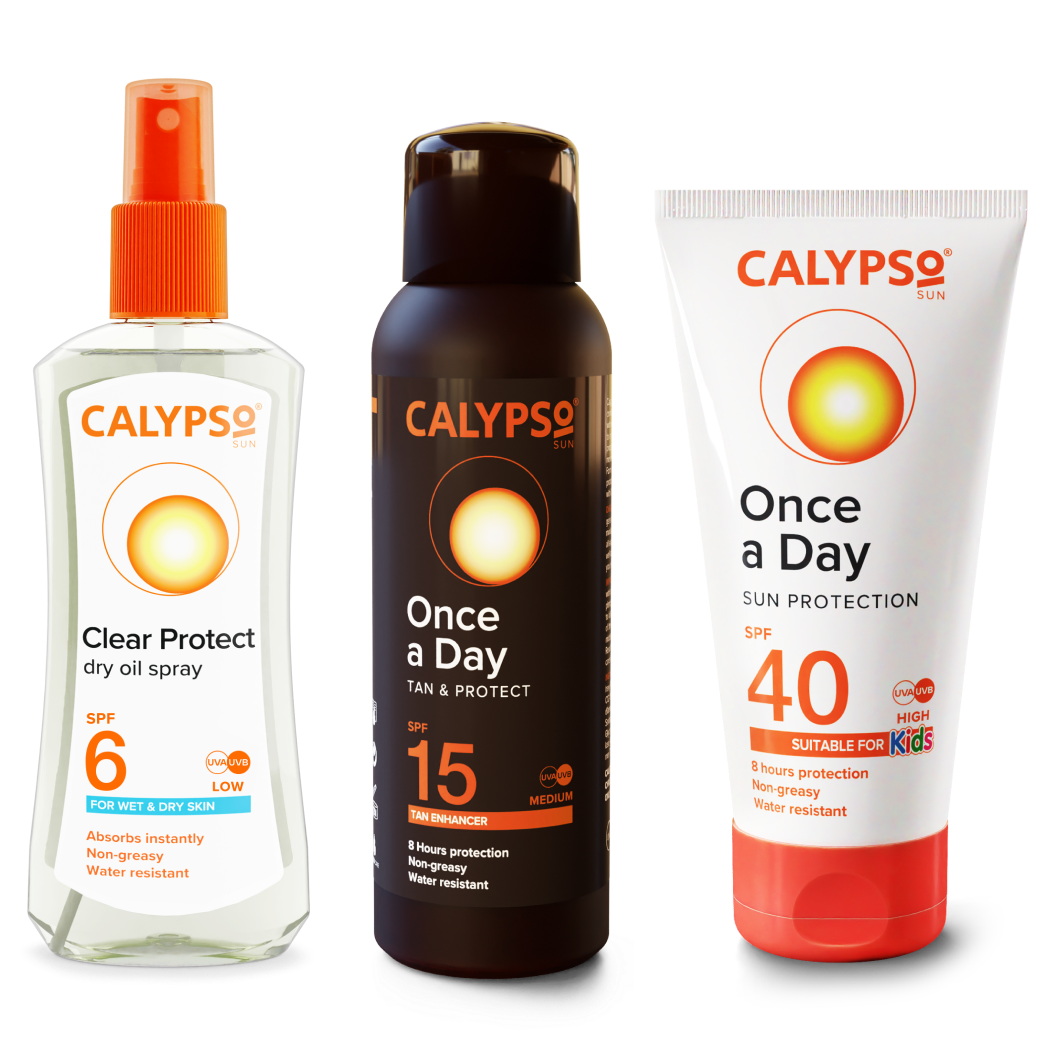 CALYPSO®
SUN
Clear Protect
dry oil spray
SPF
6
UVA UVB
LOW
FOR WET & DRY SKIN
Absorbs instantly
Non-greasy
Water resistant
CALYPSO®
SUN
Once
a Day
TAN & PROTECT
SPF
15
UVA UVB
MEDIUM
TAN ENHANCER
8 Hours protection
Non-greasy
Water resistant
CALYPSO®
SUN
Once
a Day
SUN PROTECTION
SPF
40
UVA UVB
HIGH
SUITABLE FOR Kids
8 hours protection
Non-greasy
Water resistant